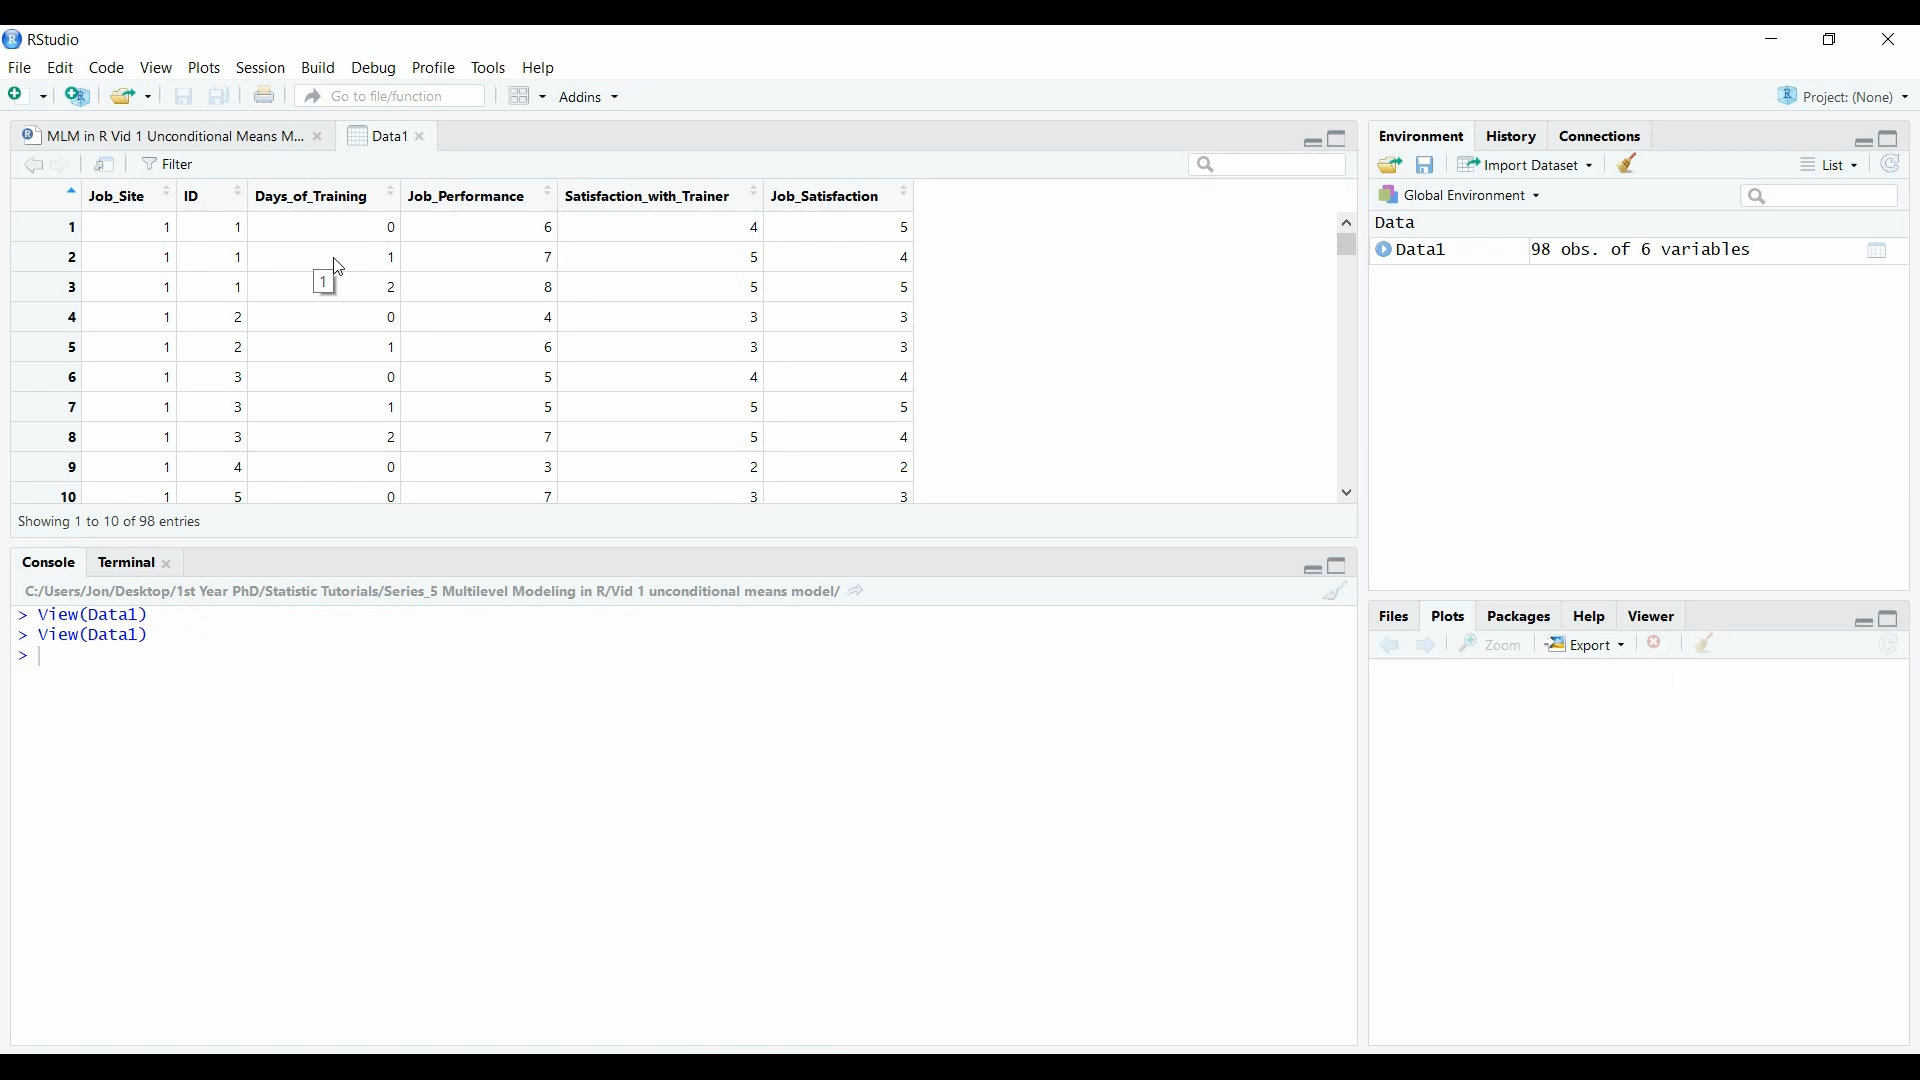 RStudio
File Edit Code View Plots Session Build Debug Profile Tools Help
Go to file/function Addins Project: (None)
MLM in R Vid 1 Unconditional Means M... Data1
Filter
Job_Site ID Days_of_Training Job_Performance Satisfaction_with_Trainer Job_Satisfaction
1 1 1 0 6 4 5
2 1 1 1 7 5 4
3 1 1 2 8 5 5
1
4 1 2 0 4 3 3
5 1 2 1 6 3 3
6 1 3 0 5 4 4
7 1 3 1 5 5 5
8 1 3 2 7 5 4
9 1 4 0 3 2 2
10 1 5 0 7 3 3
Showing 1 to 10 of 98 entries
Console Terminal
C:/Users/Jon/Desktop/1st Year PhD/Statistic Tutorials/Series_5 Multilevel Modeling in R/Vid 1 unconditional means model/
> View(Data1)
> View(Data1)
>
Environment History Connections
Import Dataset List
Global Environment
Data
Data1 98 obs. of 6 variables
Files Plots Packages Help Viewer
Zoom Export